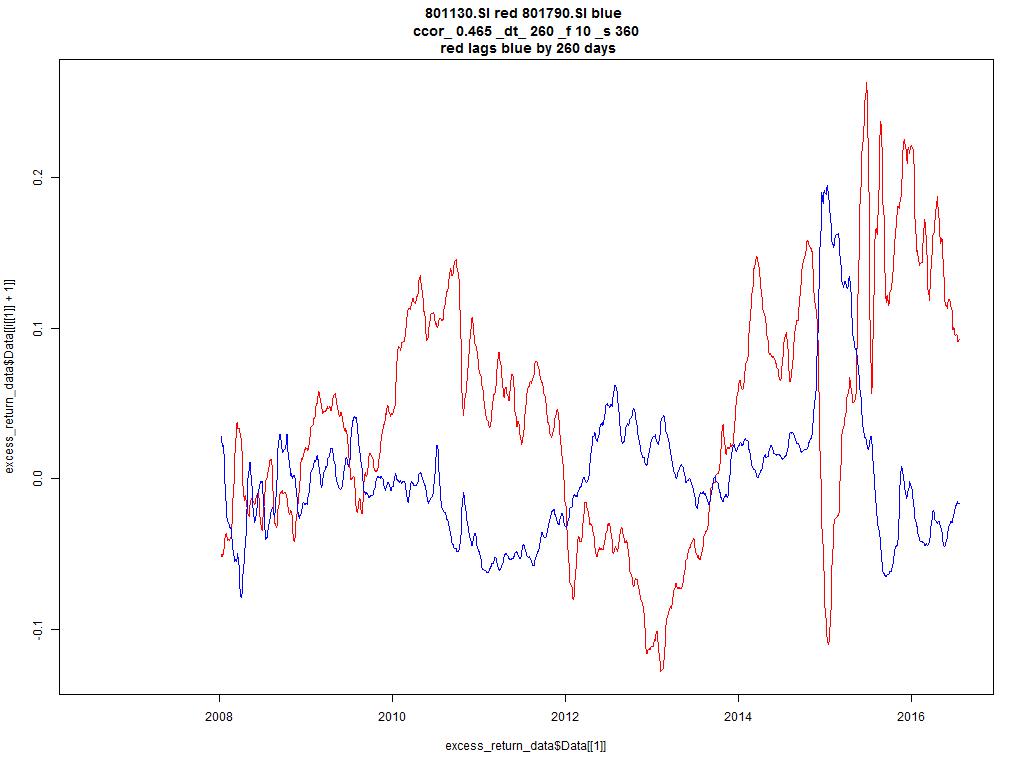 801130.SI red 801790.SI blue
ccor_ 0.465 _dt_ 260 _f 10 _s 360
red lags blue by 260 days
excess_return_data$Data[[i[1]] + 1]]
0.2
0.1
0.0
-0.1
2008 2010 2012 2014 2016
excess_return_data$Data[[1]]